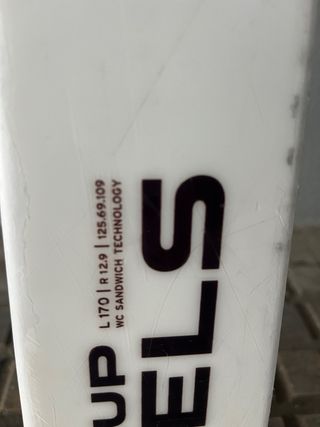 L 170 | R 12.9 | 125.69.109
WC SANDWICH TECHNOLOGY
UP
ELS